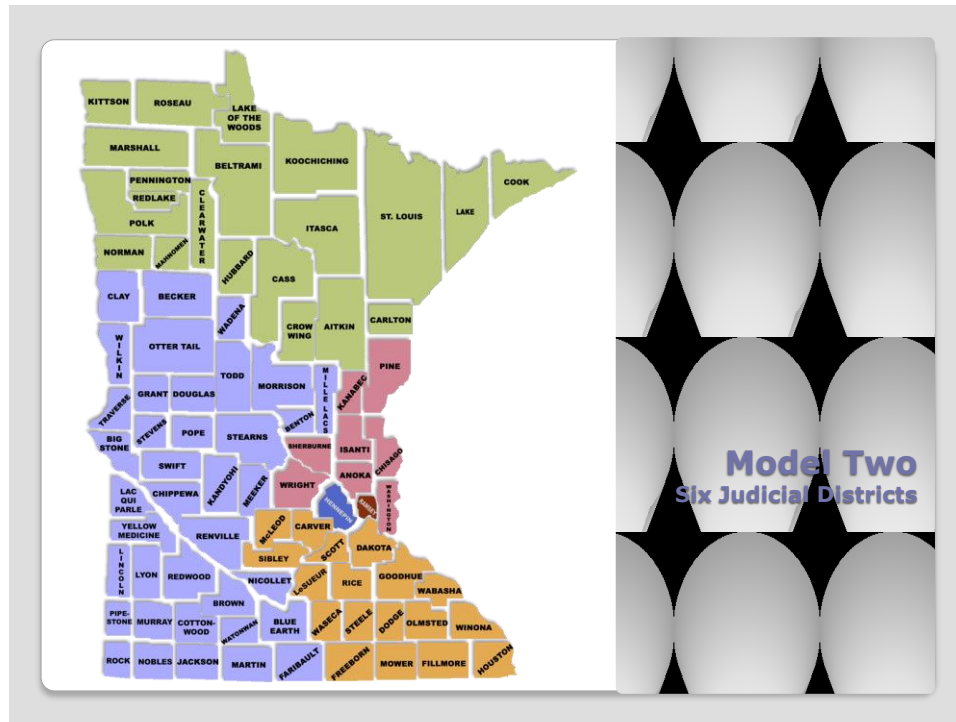 KITTSON
ROSEAU
LAKE
OF THE
WOODS
MARSHALL
BELTRAMI
KOOCHICHING
COOK
PENNINGTON
REDLAKE
CLEARWATER
ST. LOUIS
LAKE
POLK
ITASCA
NORMAN
MAHNOMEN
HUBBARD
CASS
CLAY
BECKER
WADENA
CROW
WING
AITKIN
CARLTON
WILKIN
OTTER TAIL
TODD
MORRISON
MILLE LACS
KANABEC
PINE
GRANT
DOUGLAS
TRAVERSE
STEVENS
POPE
STEARNS
BENTON
BIG
STONE
SHERBURNE
ISANTI
CHISAGO
SWIFT
KANDYOHI
MEEKER
WRIGHT
ANOKA
Model Two
LAC
QUI
PARLE
CHIPPEWA
HENNEPIN
RAMSEY
WASHINGTON
Six Judicial Districts
YELLOW
MEDICINE
RENVILLE
McLEOD
CARVER
SCOTT
DAKOTA
LINCOLN
LYON
REDWOOD
SIBLEY
NICOLLET
LeSUEUR
RICE
GOODHUE
WABASHA
BROWN
PIPE-
STONE
MURRAY
COTTON-
WOOD
WATONWAN
BLUE
EARTH
WASECA
STEELE
DODGE
OLMSTED
WINONA
ROCK
NOBLES
JACKSON
MARTIN
FARIBAULT
FREEBORN
MOWER
FILLMORE
HOUSTON